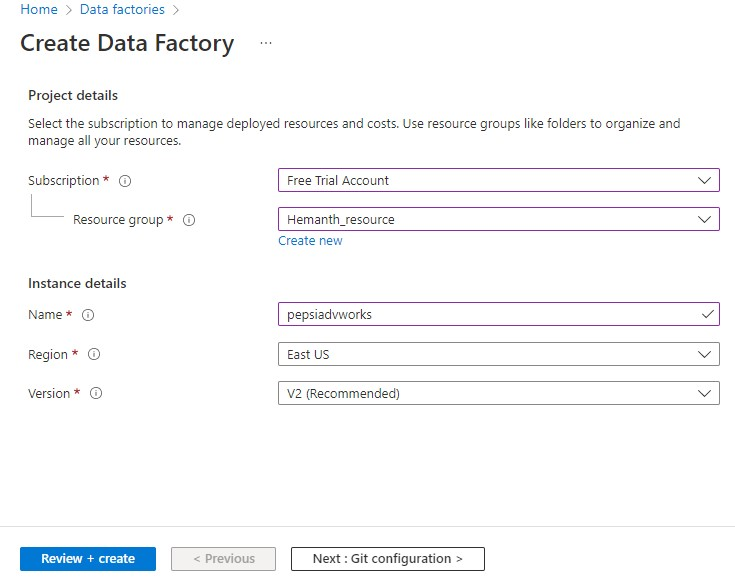 Home > Data factories >
Create Data Factory ...
Project details
Select the subscription to manage deployed resources and costs. Use resource groups like folders to organize and
manage all your resources.
Subscription * Free Trial Account
Resource group * Hemanth_resource
Create new
Instance details
Name * pepsiadvworks
Region * East US
Version * V2 (Recommended)
Review + create < Previous Next : Git configuration >